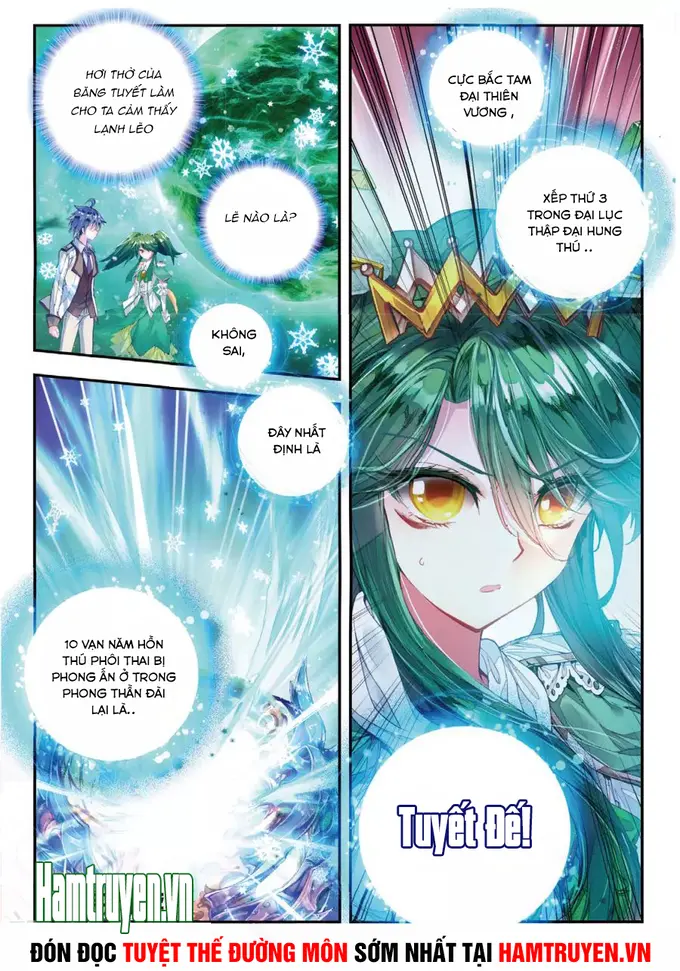 HƠI THỞ CỦA
BĂNG TUYẾT LÀM
CHO TA CẢM THẤY
LẠNH LẼO
LẼ NÀO LÀ?
KHÔNG
SAI,
ĐÂY NHẤT
ĐỊNH LÀ
10 VẠN NĂM HỒN
THÚ PHÔI THAI BỊ
PHONG ẤN Ở TRONG
PHONG THẦN ĐÀI
LẠI LÀ..
CỰC BẮC TAM
ĐẠI THIÊN
VƯƠNG,
XẾP THỨ 3
TRONG ĐẠI LỤC
THẬP ĐẠI HUNG
THÚ ..
Tuyết Đế!
Hamtruyen.vn
ĐÓN ĐỌC TUYỆT THẾ ĐƯỜNG MÔN SỚM NHẤT TẠI HAMTRUYEN.VN